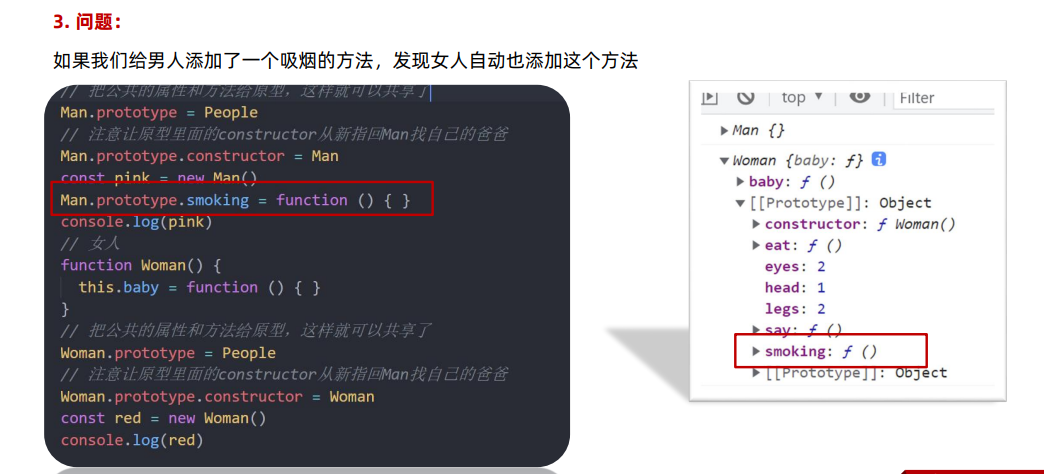 3. 问题：
如果我们给男人添加了一个吸烟的方法，发现女人自动也添加这个方法
// 把公共的属性和方法给原型，这样就可以共享了
Man.prototype = People
// 注意让原型里面的constructor从新指回Man找自己的爸爸
Man.prototype.constructor = Man
const pink = new Man()
Man.prototype.smoking = function () { }
console.log(pink)
// 女人
function Woman() {
this.baby = function () { }
}
// 把公共的属性和方法给原型，这样就可以共享了
Woman.prototype = People
// 注意让原型里面的constructor从新指回Man找自己的爸爸
Woman.prototype.constructor = Woman
const red = new Woman()
console.log(red)
top ▼ Filter
▶ Man {}
▼ Woman {baby: ƒ} i
▶ baby: ƒ ()
▼ [[Prototype]]: Object
▶ constructor: ƒ Woman()
▶ eat: ƒ ()
eyes: 2
head: 1
legs: 2
▶ say: ƒ ()
▶ smoking: ƒ ()
▶ [[Prototype]]: Object